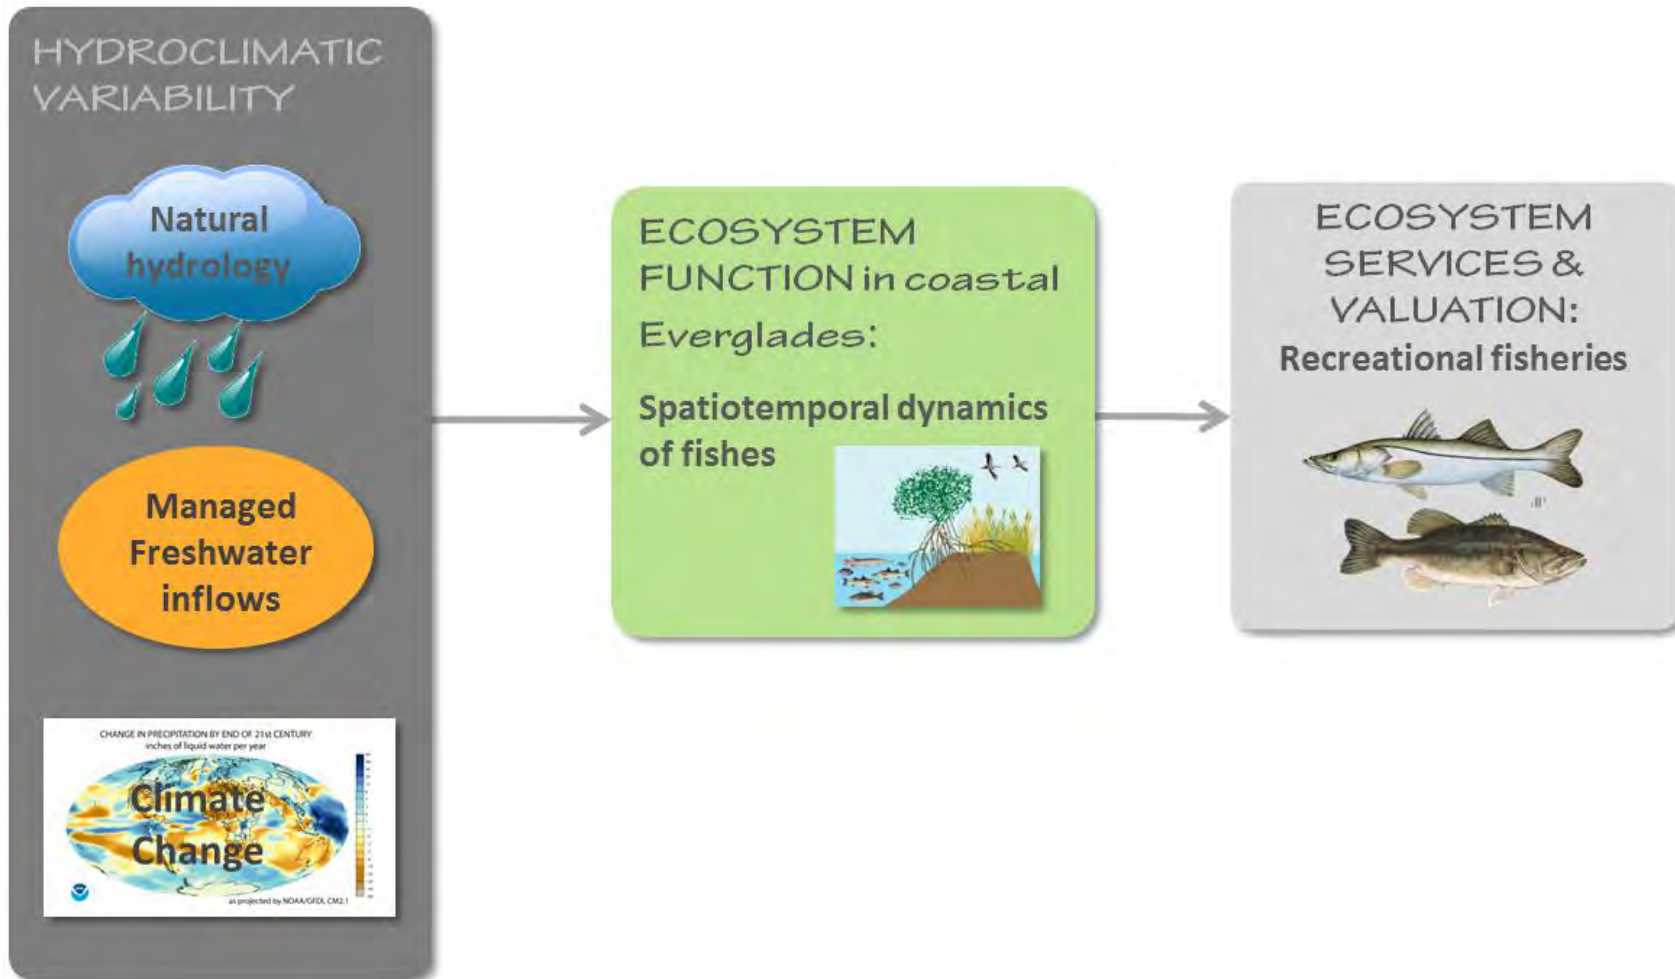 HYDROCLIMATIC
VARIABILITY
Natural
hydrology
Managed
Freshwater
inflows
CHANGE IN PRECIPITATION BY END OF 21st CENTURY
inches of liquid water per year
Climate
Change
as projected by NOAA/GFDL CM2.1
ECOSYSTEM
FUNCTION in coastal
Everglades:
Spatiotemporal dynamics
of fishes
ECOSYSTEM
SERVICES &
VALUATION:
Recreational fisheries